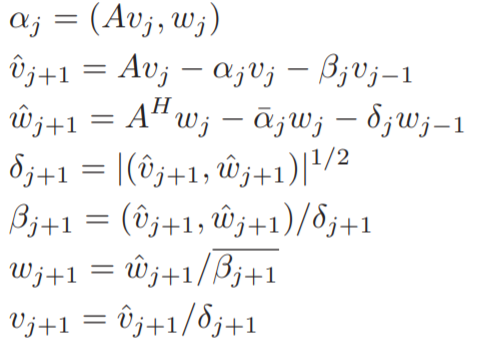 α_j = (Av_j, w_j)
v̂_{j+1} = Av_j − α_j v_j − β_j v_{j−1}
ŵ_{j+1} = A^H w_j − ᾱ_j w_j − δ_j w_{j−1}
δ_{j+1} = |(v̂_{j+1}, ŵ_{j+1})|^{1/2}
β_{j+1} = (v̂_{j+1}, ŵ_{j+1})/δ_{j+1}
w_{j+1} = ŵ_{j+1}/\overline{β_{j+1}}
v_{j+1} = v̂_{j+1}/δ_{j+1}